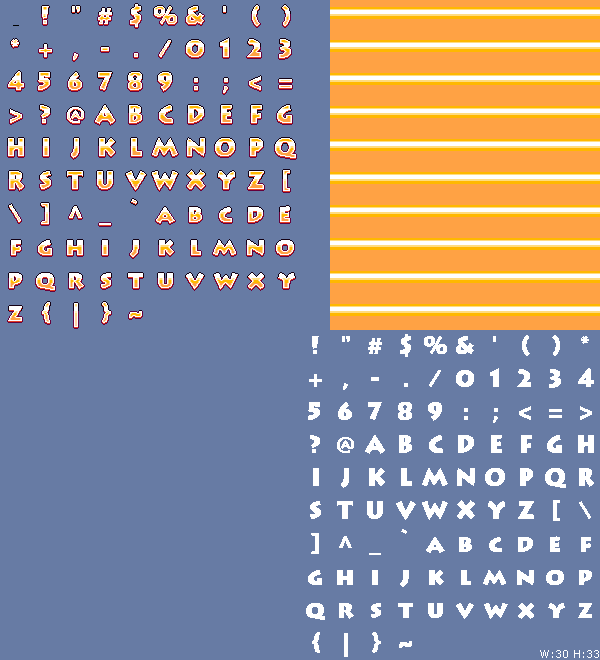 _ ! " # $ % & ' ( )
* + , - . / 0 1 2 3
4 5 6 7 8 9 : ; < =
> ? @ A B C D E F G
H I J K L M N O P Q
R S T U V W X Y Z [
\ ] ^ _ ` A B C D E
F G H I J K L M N O
P Q R S T U V W X Y
Z { | } ~
! " # $ % & ' ( ) *
+ , - . / 0 1 2 3 4
5 6 7 8 9 : ; < = >
? @ A B C D E F G H
I J K L M N O P Q R
S T U V W X Y Z [ \
] ^ _ ` A B C D E F
G H I J K L M N O P
Q R S T U V W X Y Z
{ | } ~
W:30 H:33